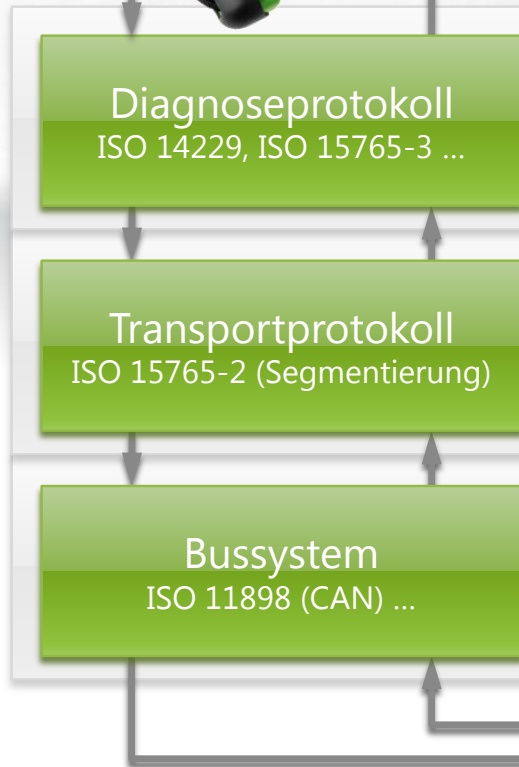 Diagnoseprotokoll
ISO 14229, ISO 15765-3 ...
Transportprotokoll
ISO 15765-2 (Segmentierung)
Bussystem
ISO 11898 (CAN) ...